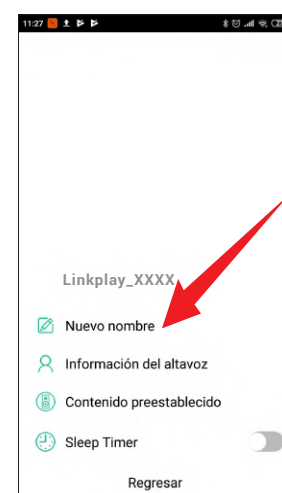 11:27
Linkplay_XXXX
Nuevo nombre
Información del altavoz
Contenido preestablecido
Sleep Timer
Regresar